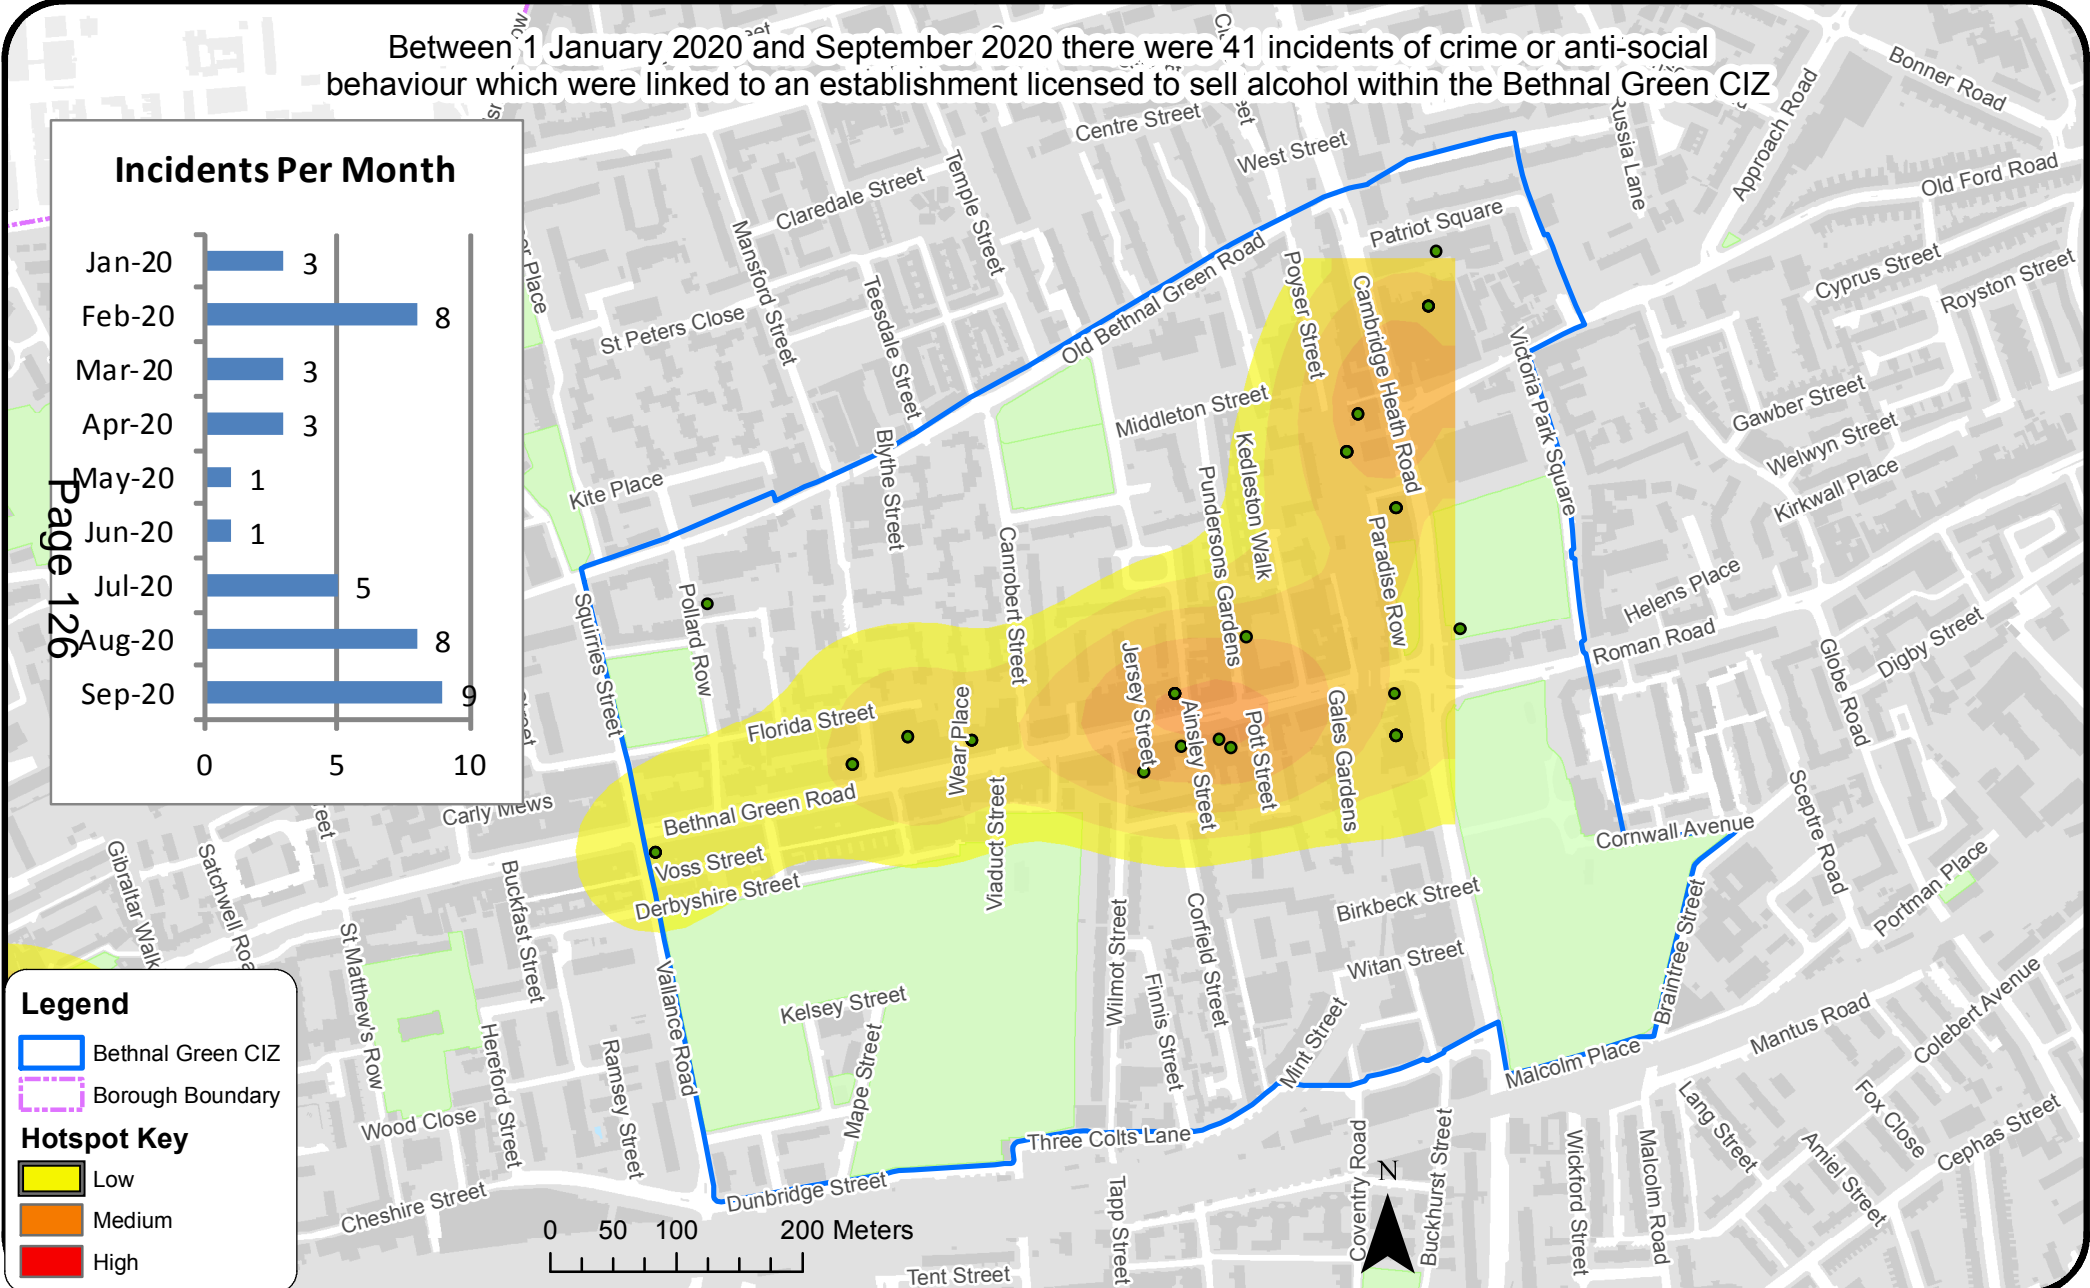 Between 1 January 2020 and September 2020 there were 41 incidents of crime or anti-social
behaviour which were linked to an establishment licensed to sell alcohol within the Bethnal Green CIZ
Incidents Per Month
Jan-20 3
Feb-20 8
Mar-20 3
Apr-20 3
May-20 1
Jun-20 1
Jul-20 5
Aug-20 8
Sep-20 9
0 5 10
Page 126
Legend
Bethnal Green CIZ
Borough Boundary
Hotspot Key
Low
Medium
High
Centre Street
West Street
Russia Lane
Approach Road
Bonner Road
Old Ford Road
Claredale Street
Temple Street
Mansford Street
Teesdale Street
St Peters Close
Old Bethnal Green Road
Poyser Street
Patriot Square
Cambridge Heath Road
Victoria Park Square
Cyprus Street
Royston Street
Gawber Street
Welwyn Street
Kirkwall Place
Middleton Street
Kedleston Walk
Pundersons Gardens
Paradise Row
Kite Place
Blythe Street
Canrobert Street
Squirries Street
Pollard Row
Helens Place
Roman Road
Globe Road
Digby Street
Jersey Street
Ainsley Street
Pott Street
Gales Gardens
Florida Street
Wear Place
Viaduct Street
Bethnal Green Road
Voss Street
Derbyshire Street
Carly Mews
Cornwall Avenue
Sceptre Road
Portman Place
Gibraltar Walk
Satchwell Roa
St Matthew's Row
Buckfast Street
Hereford Street
Ramsey Street
Vallance Road
Kelsey Street
Mape Street
Wilmot Street
Finnis Street
Corfield Street
Birkbeck Street
Witan Street
Mint Street
Braintree Street
Malcolm Place
Mantus Road
Colebert Avenue
Wood Close
Cheshire Street
Dunbridge Street
Three Colts Lane
Tapp Street
Tent Street
Coventry Road
Buckhurst Street
Wickford Street
Malcolm Road
Lang Street
Amiel Street
Fox Close
Cephas Street
N
0 50 100 200 Meters